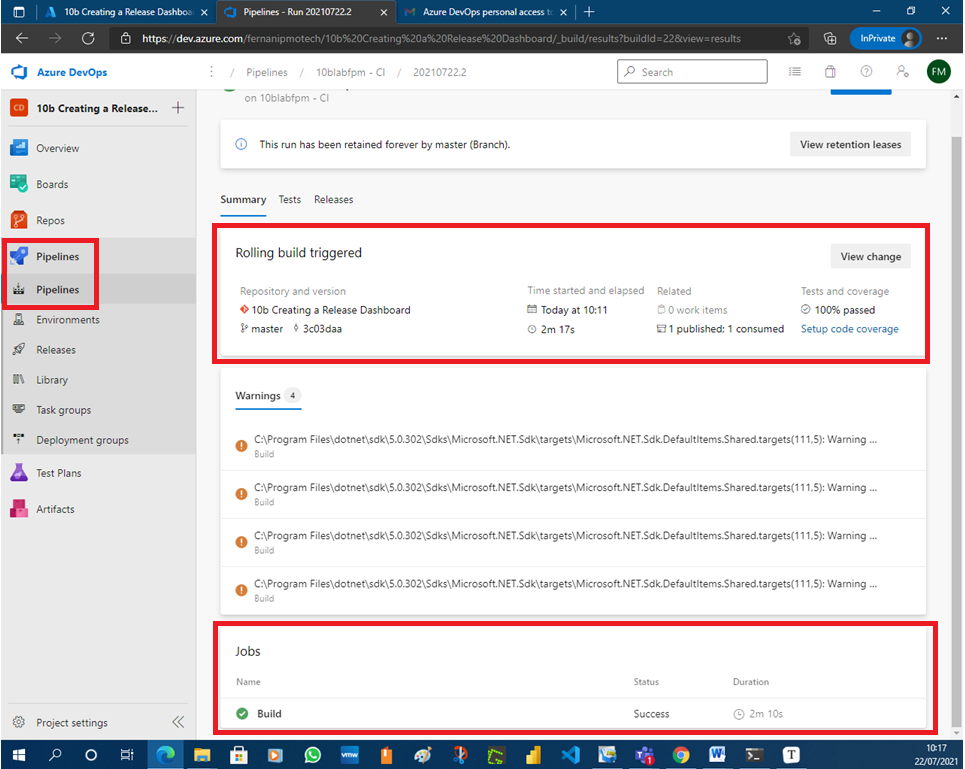 10b Creating a Release Dashboa
Pipelines - Run 20210722.2
Azure DevOps personal access t
https://dev.azure.com/fernanipmotech/10b%20Creating%20a%20Release%20Dashboard/_build/results?buildId=22&view=results
InPrivate
Azure DevOps
/ Pipelines / 10blabfpm - CI / 20210722.2
Search
FM
CD
10b Creating a Release...
on 10blabfpm - CI
This run has been retained forever by master (Branch).
View retention leases
Overview
Boards
Repos
Pipelines
Pipelines
Environments
Releases
Library
Task groups
Deployment groups
Test Plans
Artifacts
Project settings
Summary
Tests
Releases
Rolling build triggered
View change
Repository and version
10b Creating a Release Dashboard
master 3c03daa
Time started and elapsed
Today at 10:11
2m 17s
Related
0 work items
1 published; 1 consumed
Tests and coverage
100% passed
Setup code coverage
Warnings 4
C:\Program Files\dotnet\sdk\5.0.302\Sdks\Microsoft.NET.Sdk\targets\Microsoft.NET.Sdk.DefaultItems.Shared.targets(111,5): Warning ...
Build
C:\Program Files\dotnet\sdk\5.0.302\Sdks\Microsoft.NET.Sdk\targets\Microsoft.NET.Sdk.DefaultItems.Shared.targets(111,5): Warning ...
Build
C:\Program Files\dotnet\sdk\5.0.302\Sdks\Microsoft.NET.Sdk\targets\Microsoft.NET.Sdk.DefaultItems.Shared.targets(111,5): Warning ...
Build
C:\Program Files\dotnet\sdk\5.0.302\Sdks\Microsoft.NET.Sdk\targets\Microsoft.NET.Sdk.DefaultItems.Shared.targets(111,5): Warning ...
Build
Jobs
Name Status Duration
Build Success 2m 10s
vmw
1
W
T
10:17
22/07/2021